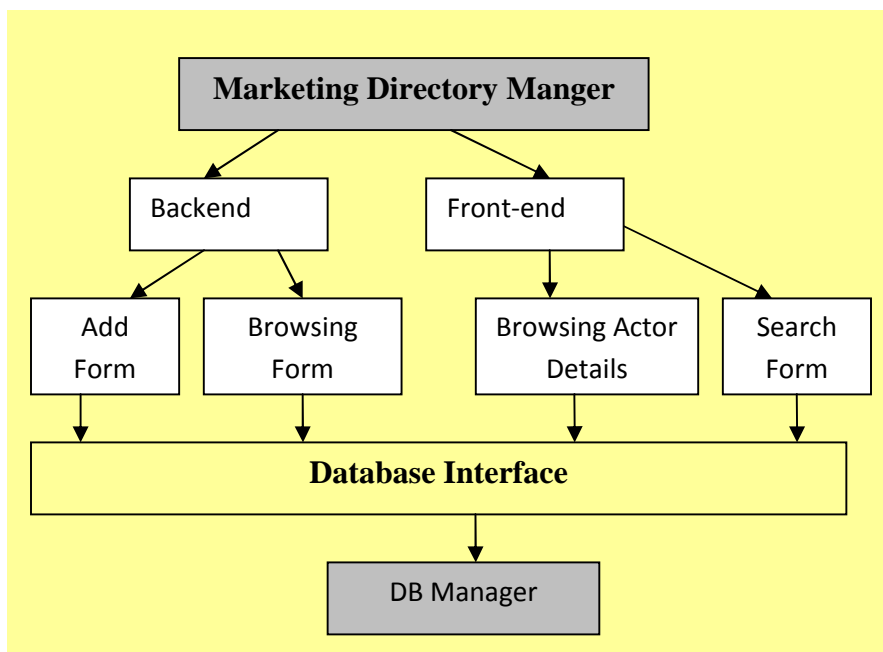 Marketing Directory Manger
Backend
Front-end
Add
Form
Browsing
Form
Browsing Actor
Details
Search
Form
Database Interface
DB Manager